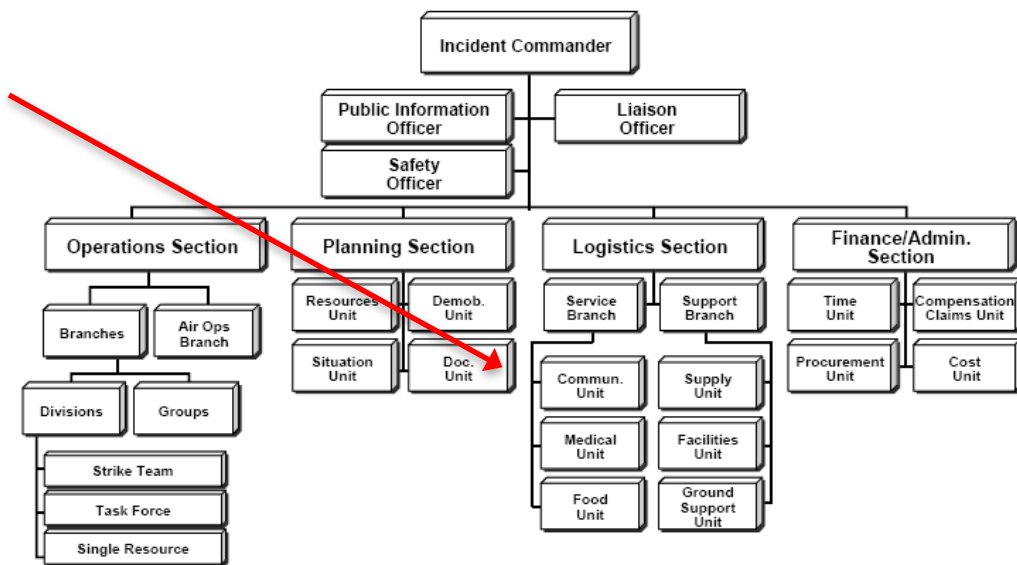 Incident Commander
Public Information
Officer
Liaison
Officer
Safety
Officer
Operations Section
Planning Section
Logistics Section
Finance/Admin.
Section
Branches
Air Ops
Branch
Divisions
Groups
Strike Team
Task Force
Single Resource
Resources
Unit
Demob.
Unit
Situation
Unit
Doc.
Unit
Service
Branch
Support
Branch
Commun.
Unit
Supply
Unit
Medical
Unit
Facilities
Unit
Food
Unit
Ground
Support
Unit
Time
Unit
Compensation
Claims Unit
Procurement
Unit
Cost
Unit